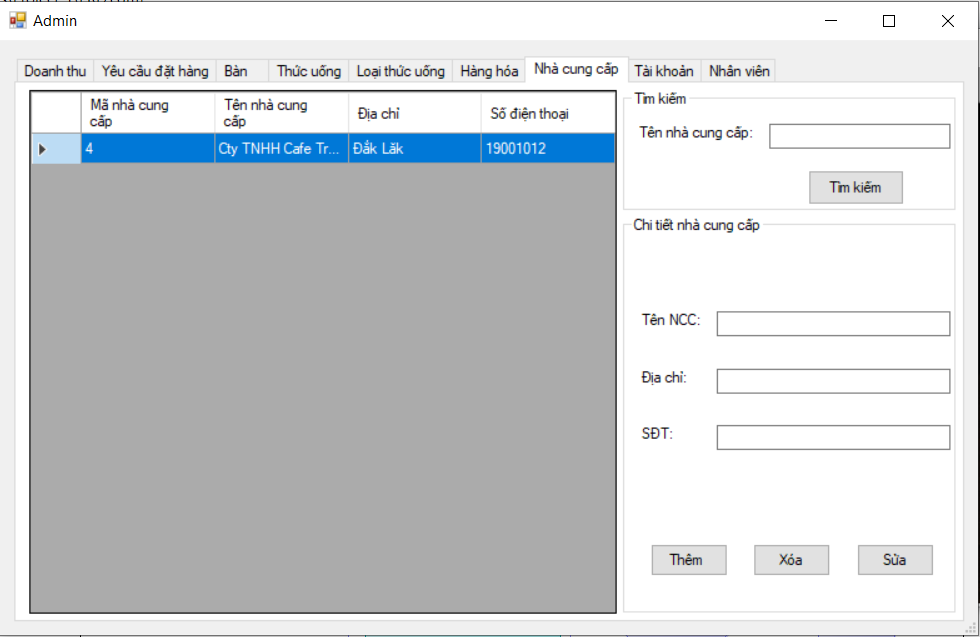 Admin
Doanh thu Yêu cầu đặt hàng Bàn Thức uống Loại thức uống Hàng hóa Nhà cung cấp Tài khoản Nhân viên
Mã nhà cung cấp Tên nhà cung cấp Địa chỉ Số điện thoại
4 Cty TNHH Cafe Tr... Đắk Lăk 19001012
Tìm kiếm
Tên nhà cung cấp:
Tìm kiếm
Chi tiết nhà cung cấp
Tên NCC:
Địa chỉ:
SĐT:
Thêm Xóa Sửa